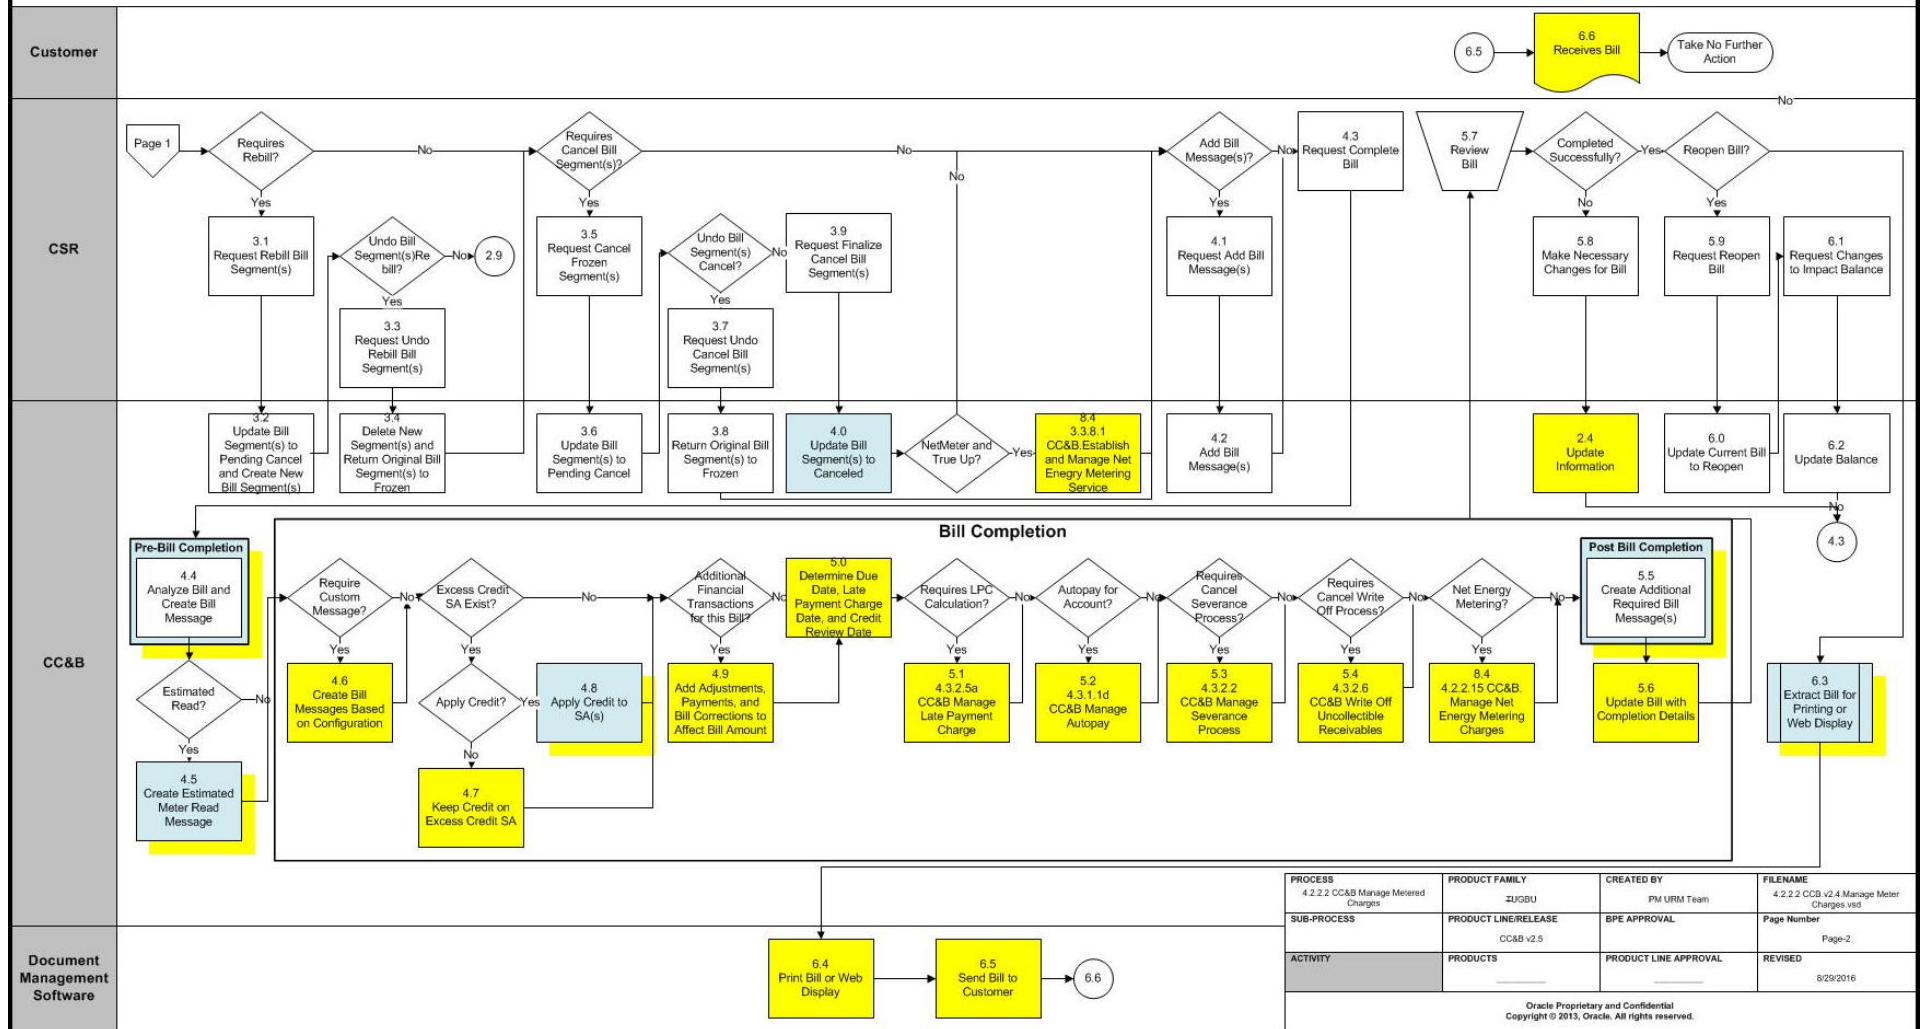 Customer
6.5
6.6
Receives Bill
Take No Further
Action
No
CSR
Page 1
Requires
Rebill?
No
Yes
3.1
Request Rebill Bill
Segment(s)
Undo Bill
Segment(s)Re
bill?
No
2.9
Yes
3.3
Request Undo
Rebill Bill
Segment(s)
Requires
Cancel Bill
Segment(s)?
No
Yes
3.5
Request Cancel
Frozen
Segment(s)
Undo Bill
Segment(s)
Cancel?
No
Yes
3.7
Request Undo
Cancel Bill
Segment(s)
3.9
Request Finalize
Cancel Bill
Segment(s)
No
Add Bill
Message(s)?
No
Yes
4.1
Request Add Bill
Message(s)
4.3
Request Complete
Bill
5.7
Review
Bill
Completed
Successfully?
Yes
No
5.8
Make Necessary
Changes for Bill
Reopen Bill?
Yes
5.9
Request Reopen
Bill
6.1
Request Changes
to Impact Balance
CC&B
3.2
Update Bill
Segment(s) to
Pending Cancel
and Create New
Bill Segment(s)
3.4
Delete New
Segment(s) and
Return Original Bill
Segment(s) to
Frozen
3.6
Update Bill
Segment(s) to
Pending Cancel
3.8
Return Original Bill
Segment(s) to
Frozen
4.0
Update Bill
Segment(s) to
Canceled
NetMeter and
True Up?
Yes
8.4
3.3.8.1
CC&B.Establish
and Manage Net
Enegry Metering
Service
4.2
Add Bill
Message(s)
2.4
Update
Information
6.0
Update Current Bill
to Reopen
6.2
Update Balance
No
4.3
Pre-Bill Completion
4.4
Analyze Bill and
Create Bill
Message
Estimated
Read?
No
Yes
4.5
Create Estimated
Meter Read
Message
Bill Completion
Require
Custom
Message?
No
Yes
4.6
Create Bill
Messages Based
on Configuration
Excess Credit
SA Exist?
No
Yes
Apply Credit?
Yes
No
4.7
Keep Credit on
Excess Credit SA
4.8
Apply Credit to
SA(s)
Additional
Financial
Transactions
for this Bill?
No
Yes
4.9
Add Adjustments,
Payments, and
Bill Corrections to
Affect Bill Amount
5.0
Determine Due
Date, Late
Payment Charge
Date, and Credit
Review Date
Requires LPC
Calculation?
No
Yes
5.1
4.3.2.5a
CC&B Manage
Late Payment
Charge
Autopay for
Account?
No
Yes
5.2
4.3.1.1d
CC&B Manage
Autopay
Requires
Cancel
Severance
Process?
No
Yes
5.3
4.3.2.2
CC&B Manage
Severance
Process
Requires
Cancel Write
Off Process?
No
Yes
5.4
4.3.2.6
CC&B Write Off
Uncollectible
Receivables
Net Energy
Metering?
No
Yes
8.4
4.2.2.15 CC&B.
Manage Net
Energy Metering
Charges
Post Bill Completion
5.5
Create Additional
Required Bill
Message(s)
5.6
Update Bill with
Completion Details
6.3
Extract Bill for
Printing or
Web Display
Document
Management
Software
6.4
Print Bill or Web
Display
6.5
Send Bill to
Customer
6.6
PROCESS
4.2.2.2 CC&B Manage Metered
Charges
PRODUCT FAMILY
TUGBU
CREATED BY
PM URM Team
FILENAME
4.2.2.2 CCB.v2.4.Manage Meter
Charges.vsd
SUB-PROCESS
PRODUCT LINE/RELEASE
CC&B v2.5
BPE APPROVAL
Page Number
Page-2
ACTIVITY
PRODUCTS
PRODUCT LINE APPROVAL
REVISED
8/29/2016
Oracle Proprietary and Confidential
Copyright © 2013, Oracle. All rights reserved.